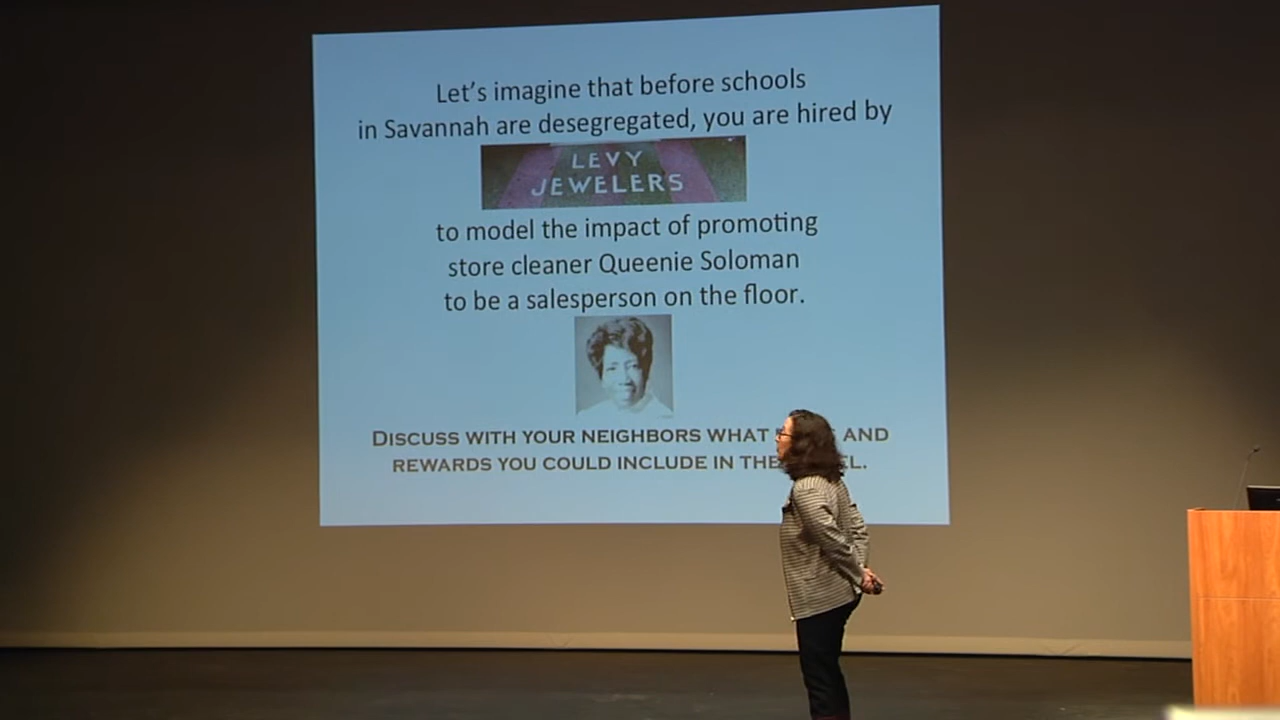 Let's imagine that before schools
in Savannah are desegregated, you are hired by
LEVY
JEWELERS
to model the impact of promoting
store cleaner Queenie Soloman
to be a salesperson on the floor.
DISCUSS WITH YOUR NEIGHBORS WHAT AND
REWARDS YOU COULD INCLUDE IN THE